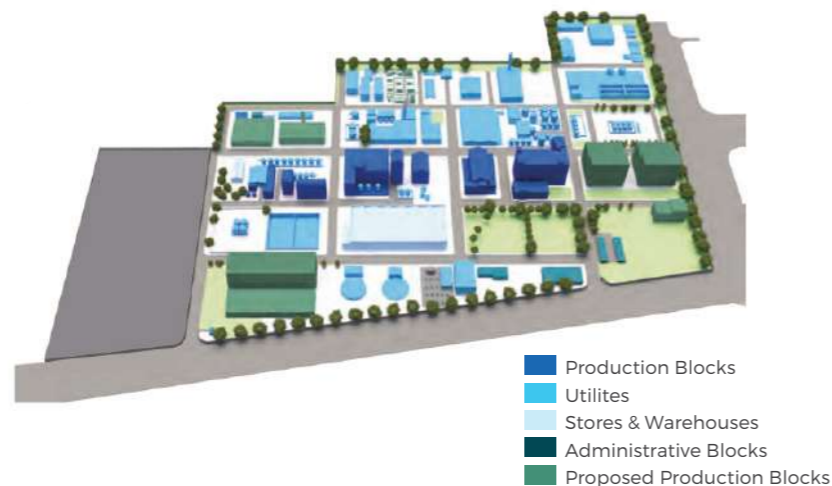 Production Blocks
Utilites
Stores & Warehouses
Administrative Blocks
Proposed Production Blocks